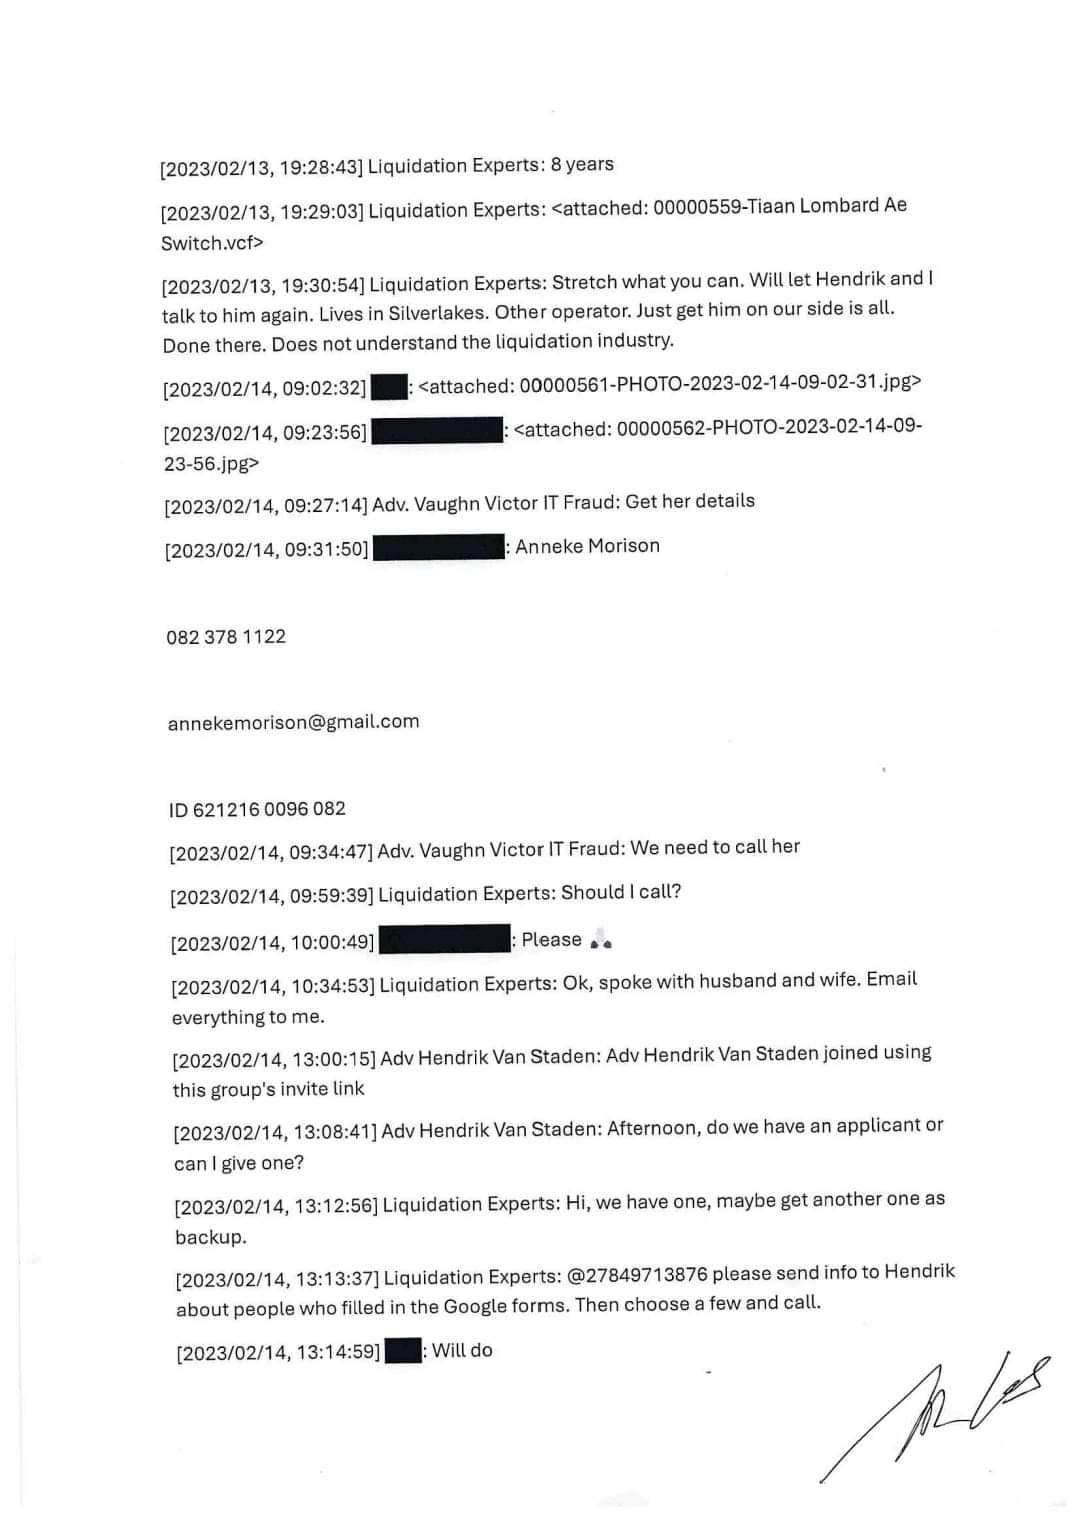 [2023/02/13, 19:28:43] Liquidation Experts: 8 years
[2023/02/13, 19:29:03] Liquidation Experts: <attached: 00000559-Tiaan Lombard Ae
Switch.vcf>
[2023/02/13, 19:30:54] Liquidation Experts: Stretch what you can. Will let Hendrik and I
talk to him again. Lives in Silverlakes. Other operator. Just get him on our side is all.
Done there. Does not understand the liquidation industry.
[2023/02/14, 09:02:32] : <attached: 00000561-PHOTO-2023-02-14-09-02-31.jpg>
[2023/02/14, 09:23:56] : <attached: 00000562-PHOTO-2023-02-14-09-
23-56.jpg>
[2023/02/14, 09:27:14] Adv. Vaughn Victor IT Fraud: Get her details
[2023/02/14, 09:31:50] : Anneke Morison
082 378 1122
annekemorison@gmail.com
ID 621216 0096 082
[2023/02/14, 09:34:47] Adv. Vaughn Victor IT Fraud: We need to call her
[2023/02/14, 09:59:39] Liquidation Experts: Should I call?
[2023/02/14, 10:00:49] : Please
[2023/02/14, 10:34:53] Liquidation Experts: Ok, spoke with husband and wife. Email
everything to me.
[2023/02/14, 13:00:15] Adv Hendrik Van Staden: Adv Hendrik Van Staden joined using
this group's invite link
[2023/02/14, 13:08:41] Adv Hendrik Van Staden: Afternoon, do we have an applicant or
can I give one?
[2023/02/14, 13:12:56] Liquidation Experts: Hi, we have one, maybe get another one as
backup.
[2023/02/14, 13:13:37] Liquidation Experts: @27849713876 please send info to Hendrik
about people who filled in the Google forms. Then choose a few and call.
[2023/02/14, 13:14:59] : Will do